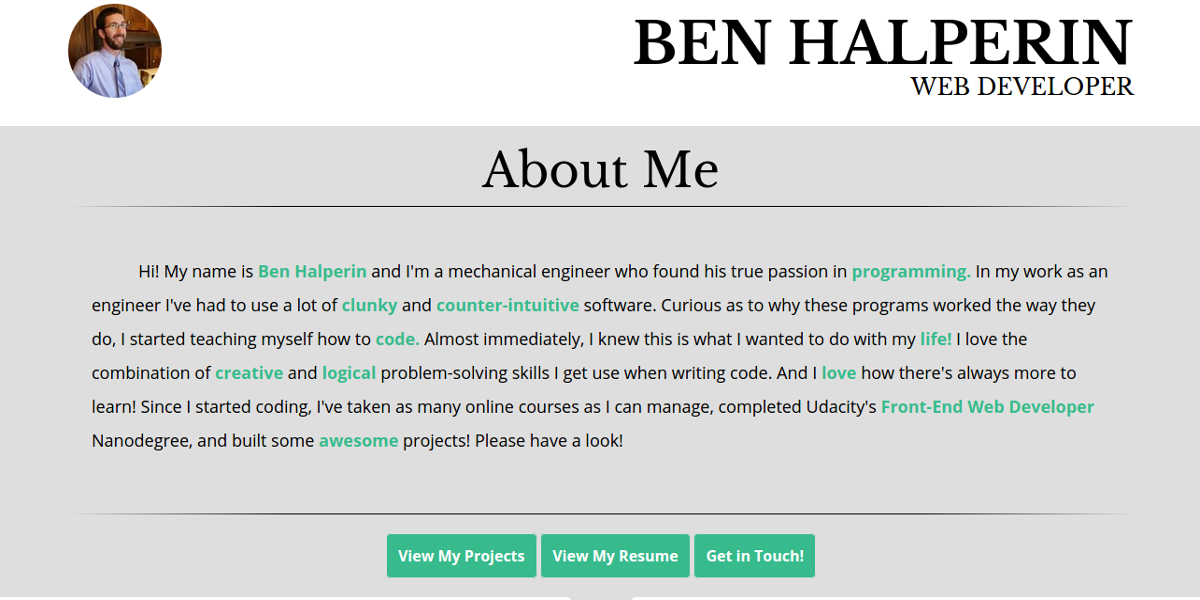 BEN HALPERIN
WEB DEVELOPER
About Me
Hi! My name is Ben Halperin and I'm a mechanical engineer who found his true passion in programming. In my work as an
engineer I've had to use a lot of clunky and counter-intuitive software. Curious as to why these programs worked the way they
do, I started teaching myself how to code. Almost immediately, I knew this is what I wanted to do with my life! I love the
combination of creative and logical problem-solving skills I get use when writing code. And I love how there's always more to
learn! Since I started coding, I've taken as many online courses as I can manage, completed Udacity's Front-End Web Developer
Nanodegree, and built some awesome projects! Please have a look!
View My Projects View My Resume Get in Touch!